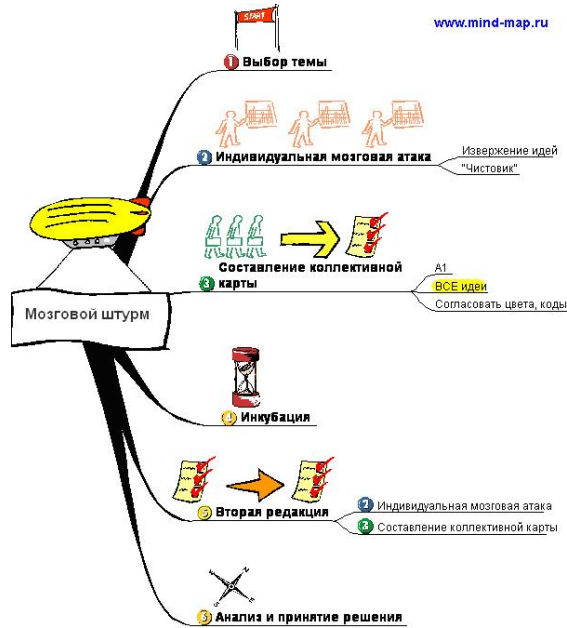 www.mind-map.ru
START
1 Выбор темы
2 Индивидуальная мозговая атака
Извержение идей
"Чистовик"
Составление коллективной
3 карты
А1
ВСЕ идеи
Согласовать цвета, коды
Мозговой штурм
4 Инкубация
5 Вторая редакция
2 Индивидуальная мозговая атака
3 Составление коллективной карты
N
E
S
W
6 Анализ и принятие решения